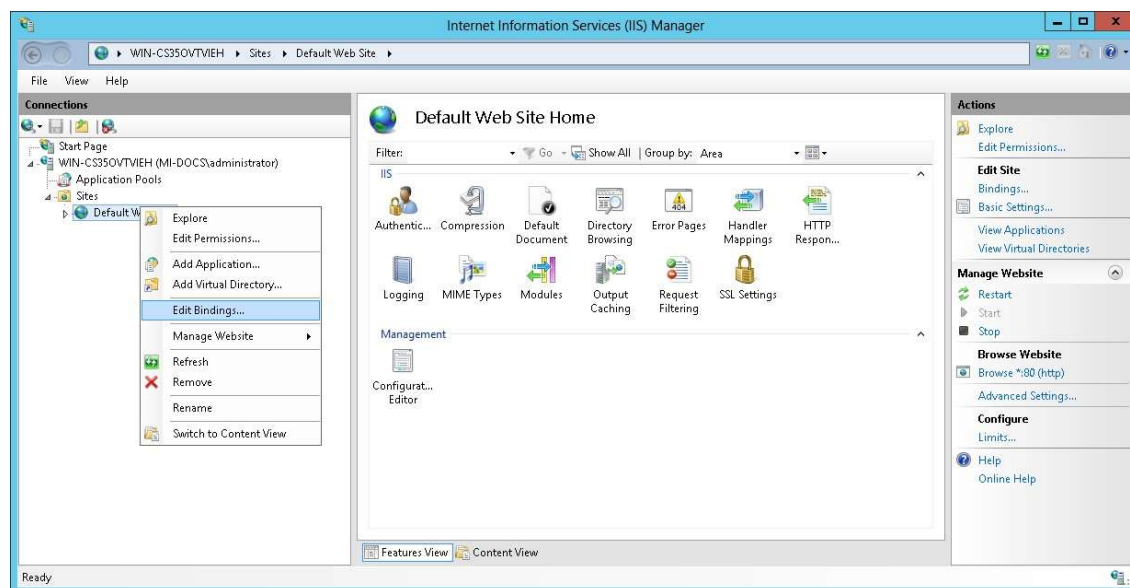 Internet Information Services (IIS) Manager
WIN-CS35OVTVIEH Sites Default Web Site
File View Help
Connections
Start Page
WIN-CS35OVTVIEH (MI-DOCS\administrator)
Application Pools
Sites
Default W
Explore
Edit Permissions...
Add Application...
Add Virtual Directory...
Edit Bindings...
Manage Website
Refresh
Remove
Rename
Switch to Content View
Default Web Site Home
Filter: Go Show All Group by: Area
IIS
Authentic... Compression Default Document Directory Browsing Error Pages Handler Mappings HTTP Respon...
Logging MIME Types Modules Output Caching Request Filtering SSL Settings
404
Management
Configurat... Editor
Features View Content View
Actions
Explore
Edit Permissions...
Edit Site
Bindings...
Basic Settings...
View Applications
View Virtual Directories
Manage Website
Restart
Start
Stop
Browse Website
Browse *:80 (http)
Advanced Settings...
Configure
Limits...
Help
Online Help
Ready